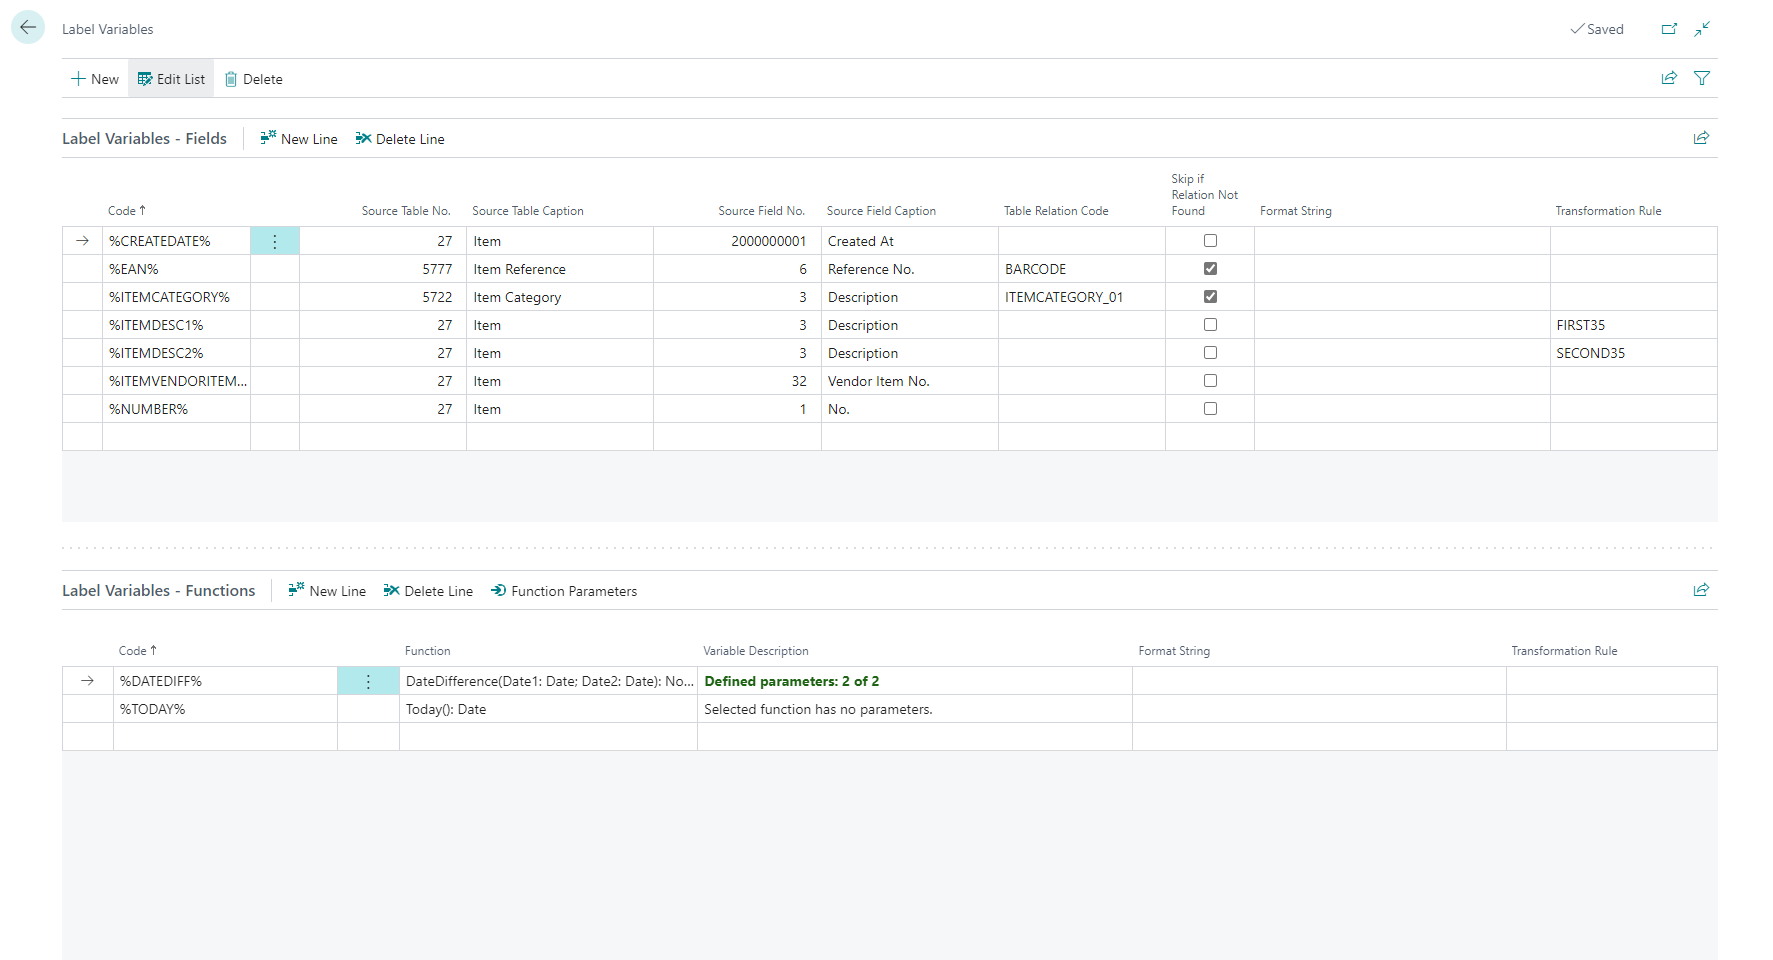 Label Variables
Saved
New Edit List Delete
Label Variables - Fields New Line Delete Line
Code↑ Source Table No. Source Table Caption Source Field No. Source Field Caption Table Relation Code Skip if Relation Not Found Format String Transformation Rule
%CREATEDATE% 27 Item 2000000001 Created At
%EAN% 5777 Item Reference 6 Reference No. BARCODE
%ITEMCATEGORY% 5722 Item Category 3 Description ITEMCATEGORY_01
%ITEMDESC1% 27 Item 3 Description FIRST35
%ITEMDESC2% 27 Item 3 Description SECOND35
%ITEMVENDORITEM... 27 Item 32 Vendor Item No.
%NUMBER% 27 Item 1 No.
Label Variables - Functions New Line Delete Line Function Parameters
Code↑ Function Variable Description Format String Transformation Rule
%DATEDIFF% DateDifference(Date1: Date; Date2: Date): No... Defined parameters: 2 of 2
%TODAY% Today(): Date Selected function has no parameters.